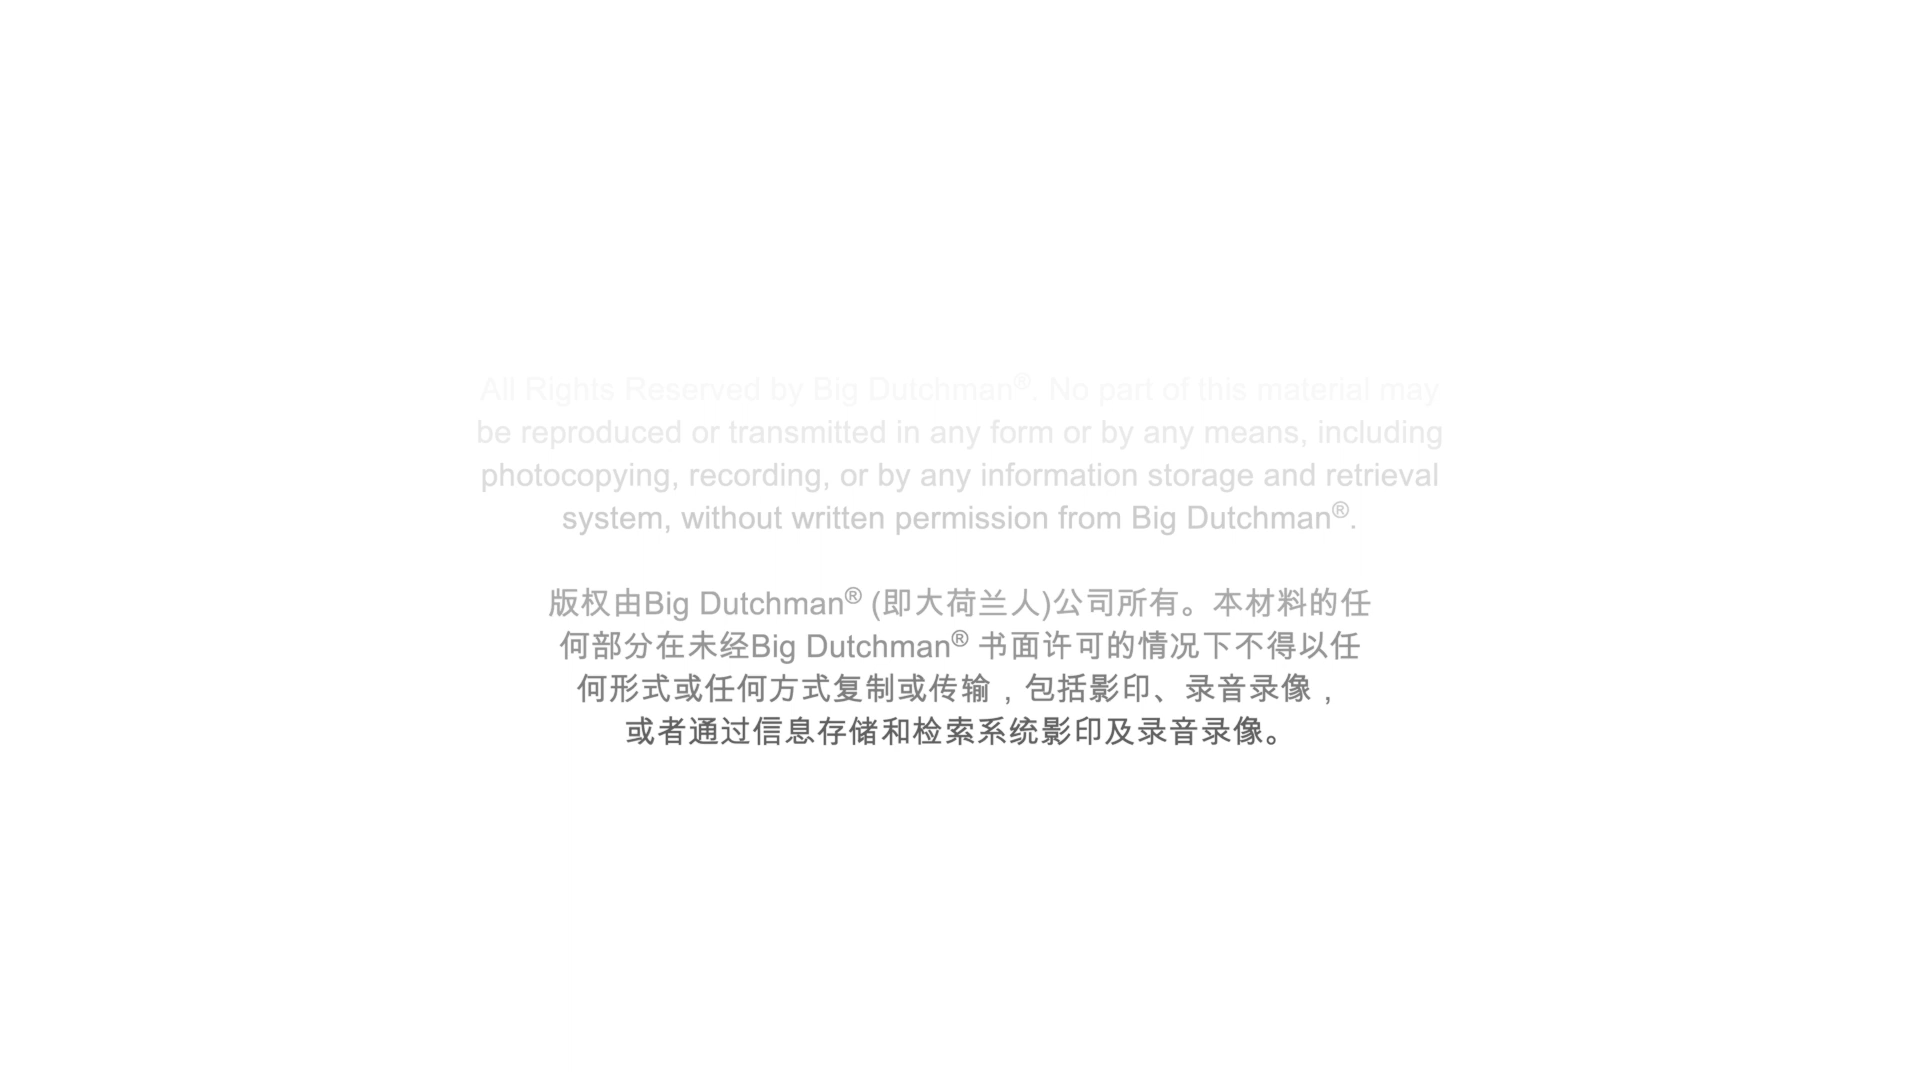 All Rights Reserved by Big Dutchman®. No part of this material may
be reproduced or transmitted in any form or by any means, including
photocopying, recording, or by any information storage and retrieval
system, without written permission from Big Dutchman®.
版权由Big Dutchman® (即大荷兰人)公司所有。本材料的任
何部分在未经Big Dutchman® 书面许可的情况下不得以任
何形式或任何方式复制或传输，包括影印、录音录像，
或者通过信息存储和检索系统影印及录音录像。